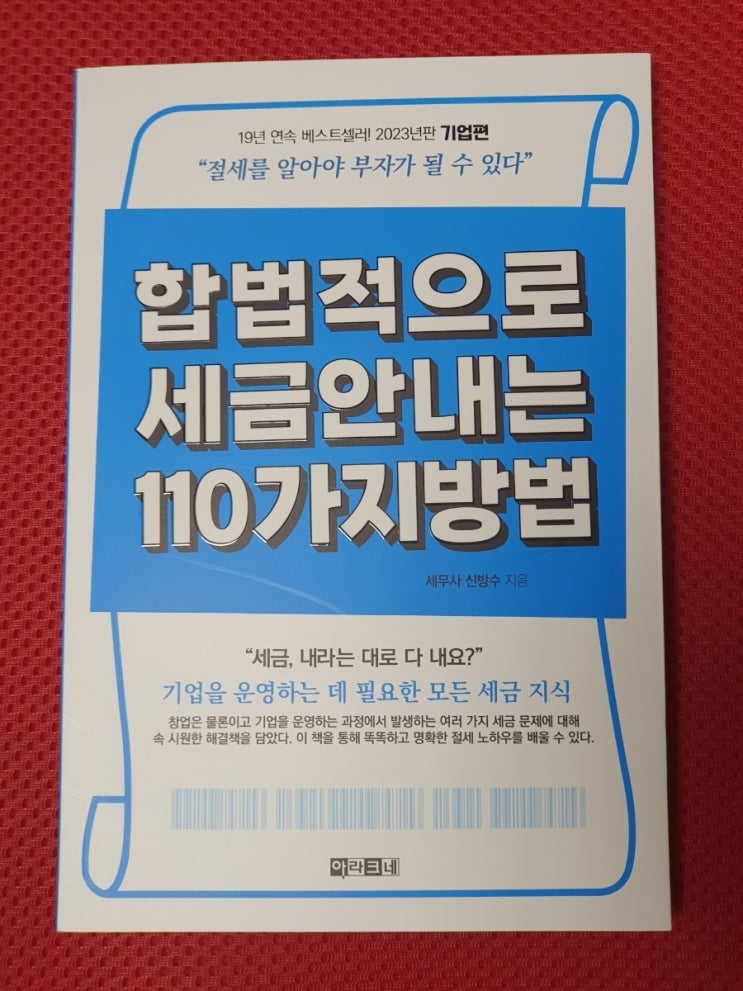 19년 연속 베스트셀러! 2023년판 기업편
“절세를 알아야 부자가 될 수 있다”
합법적으로
세금안내는
110가지방법
세무사 신방수 지음
“세금, 내라는 대로 다 내요?”
기업을 운영하는 데 필요한 모든 세금 지식
창업은 물론이고 기업을 운영하는 과정에서 발생하는 여러 가지 세금 문제에 대해
속 시원한 해결책을 담았다. 이 책을 통해 똑똑하고 명확한 절세 노하우를 배울 수 있다.
아라크네